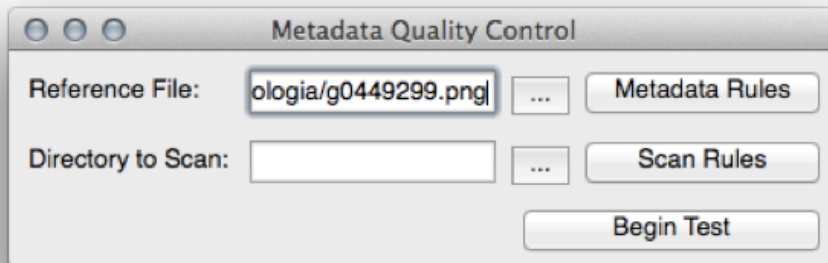 Metadata Quality Control
Reference File: ologia/g0449299.png ... Metadata Rules
Directory to Scan: ... Scan Rules
Begin Test